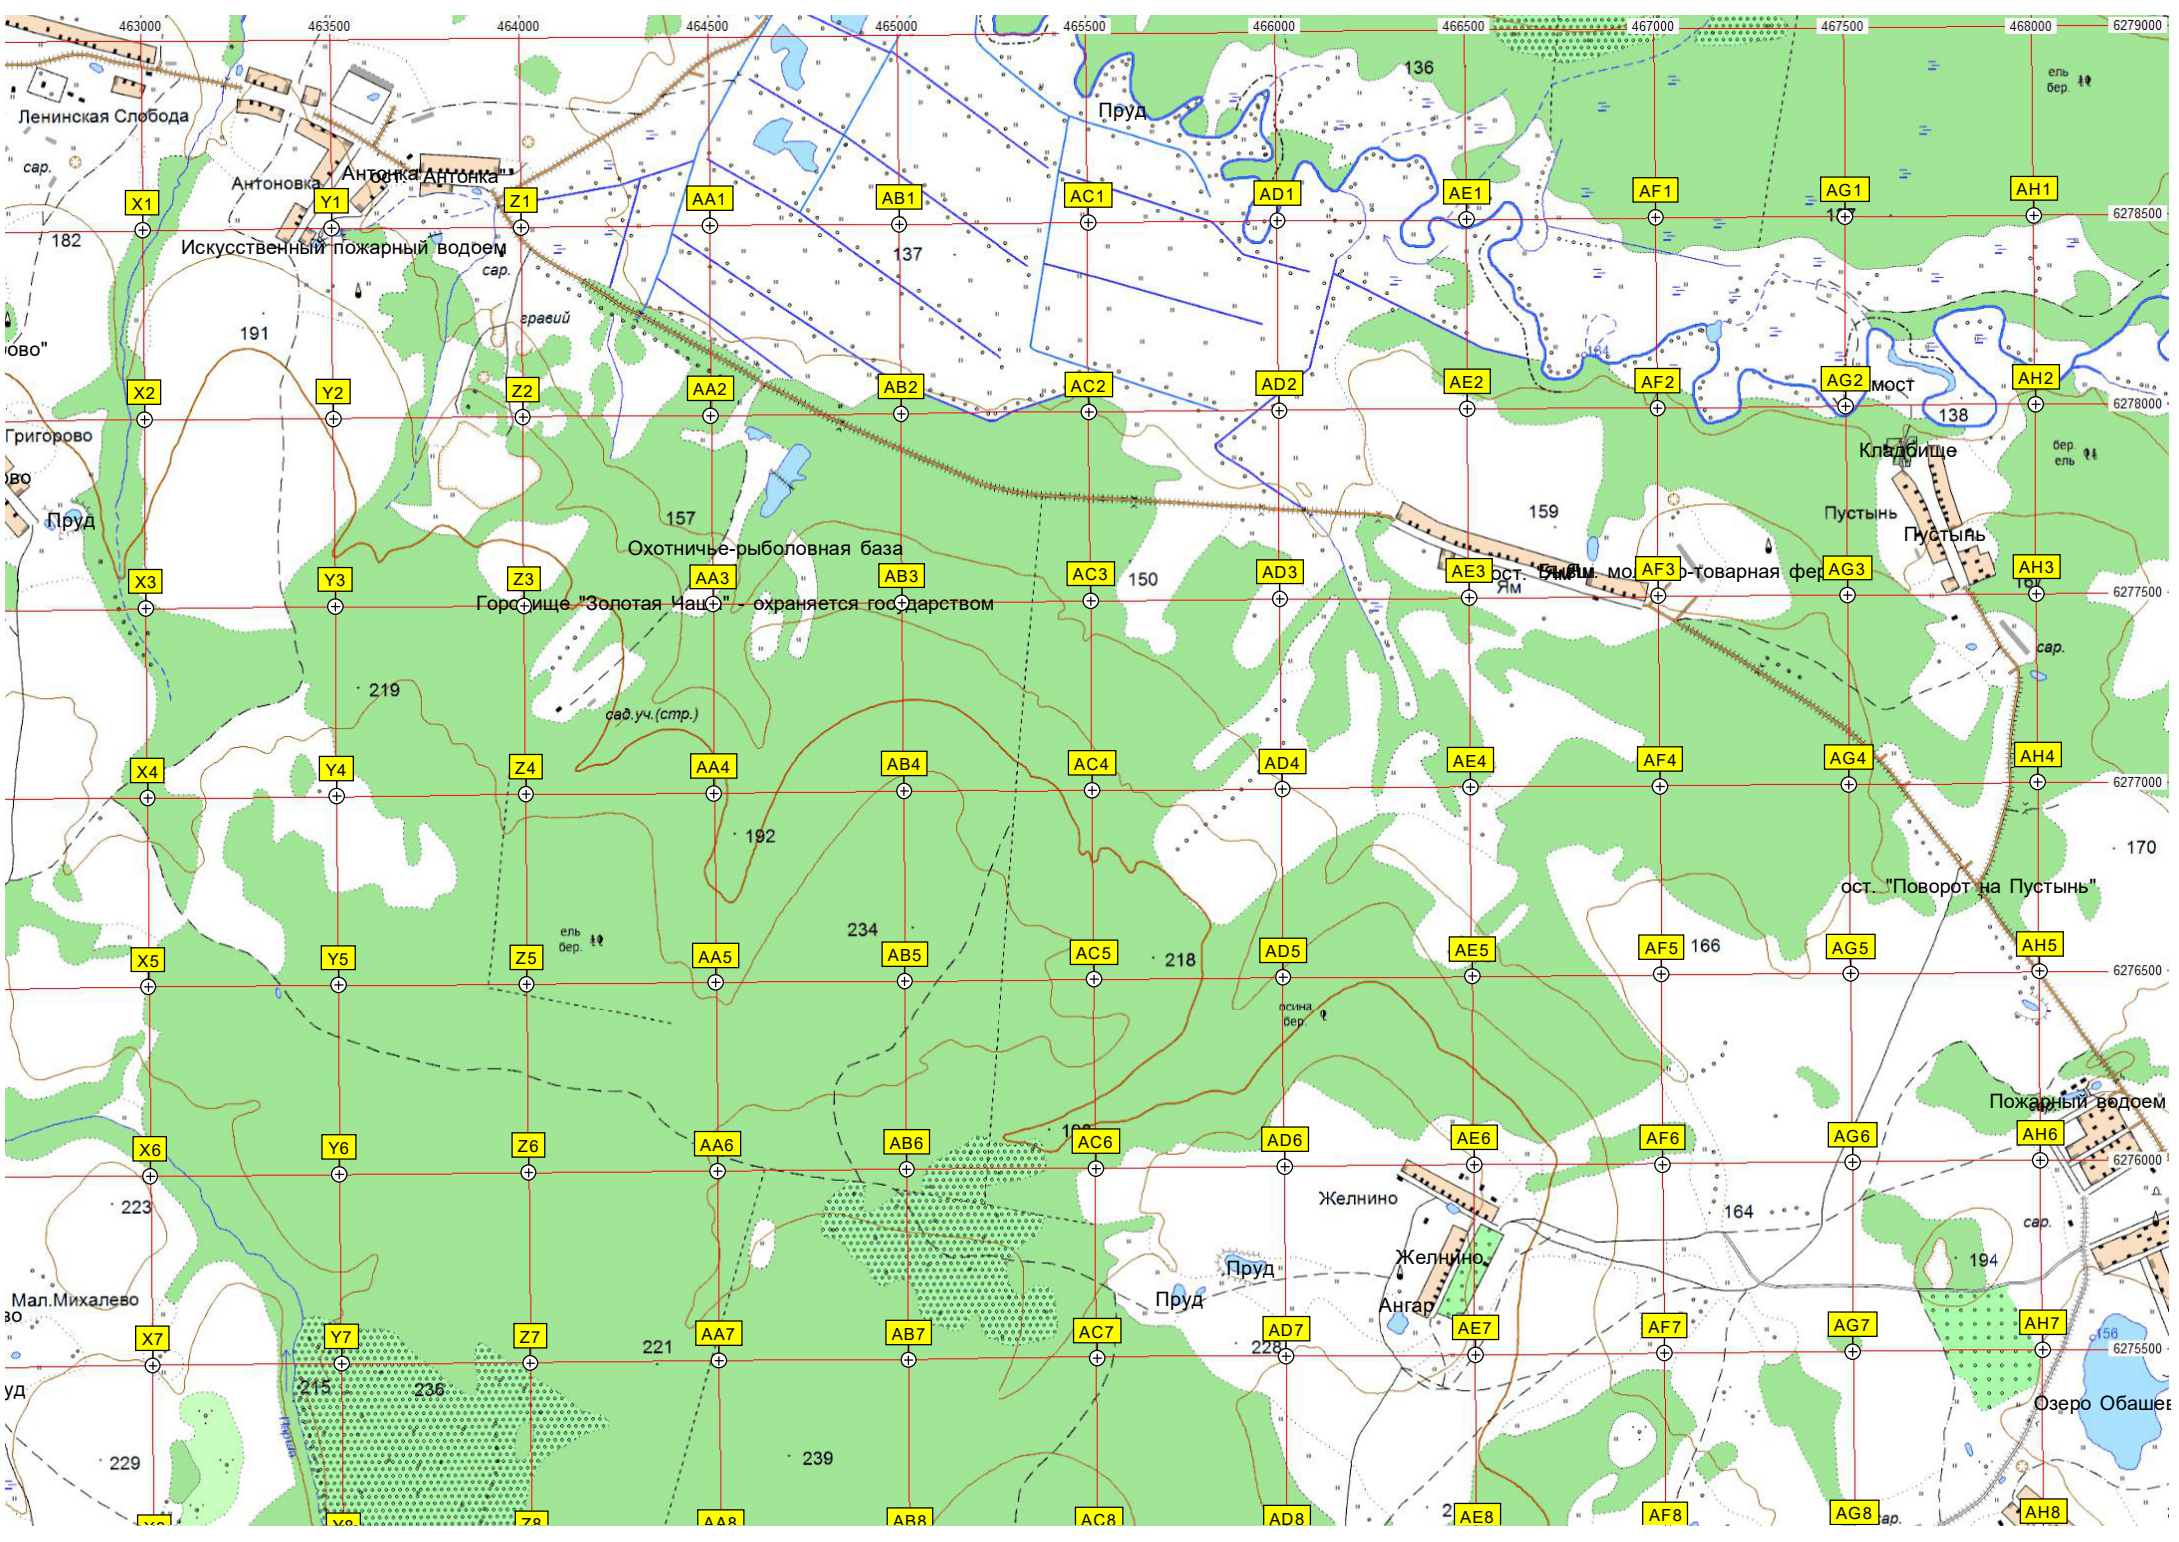 463000 463500 464000 464500 465000 465500 466000 466500 467000 467500 468000 6279000
136
ель
бер.
Пруд
Ленинская Слобода
сар.
Антоновка
X1 Y1 Z1 AA1 AB1 AC1 AD1 AE1 AF1 AG1 AH1
6278500
182
Искусственный пожарный водоем
137
сар.
гравий
191
ово"
X2 Y2 Z2 AA2 AB2 AC2 AD2 AE2 AF2 AG2 AH2
мост
6278000
138
Григорово
Кладбище
бер.
ель
ово
Пруд
157
159
Пустынь
Пустынь
Охотничье-рыболовная база
X3 Y3 Z3 AA3 AB3 AC3 AD3 AE3 AF3 AG3 AH3
150
Ям
6277500
- охраняется государством
сар.
219
сад.уч.(стр.)
X4 Y4 Z4 AA4 AB4 AC4 AD4 AE4 AF4 AG4 AH4
6277000
192
170
ост. "Поворот на Пустынь"
234
ель
бер.
X5 Y5 Z5 AA5 AB5 AC5 AD5 AE5 AF5 AG5 AH5
166
218
6276500
осина
бер.
Пожарный водоем
X6 Y6 Z6 AA6 AB6 AC6 AD6 AE6 AF6 AG6 AH6
6276000
223
Желнино
164
сар.
Желнино
194
Пруд
Пруд
Ангар
Мал.Михалево
во
X7 Y7 Z7 AA7 AB7 AC7 AD7 AE7 AF7 AG7 AH7
156
6275500
221
228
уд
215
236
Озеро Обашев
229
239
Z8 AA8 AB8 AC8 AD8 AE8 AF8 AG8 AH8